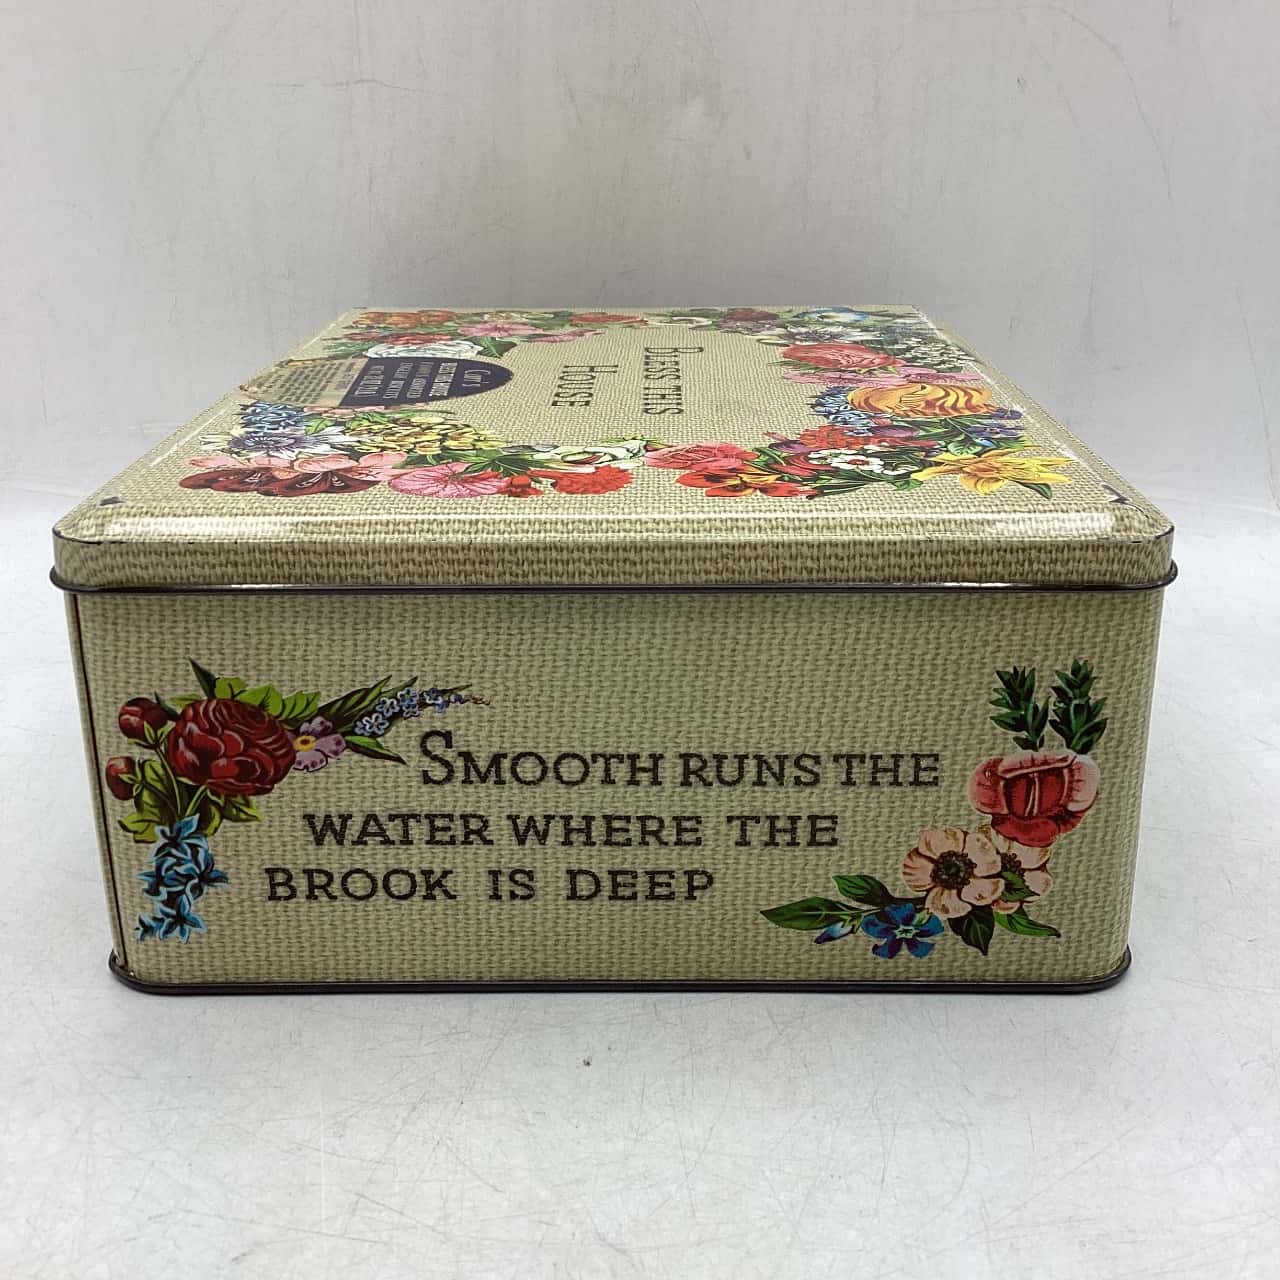 BLESS THIS
HOUSE
SMOOTH RUNS THE
WATER WHERE THE
BROOK IS DEEP